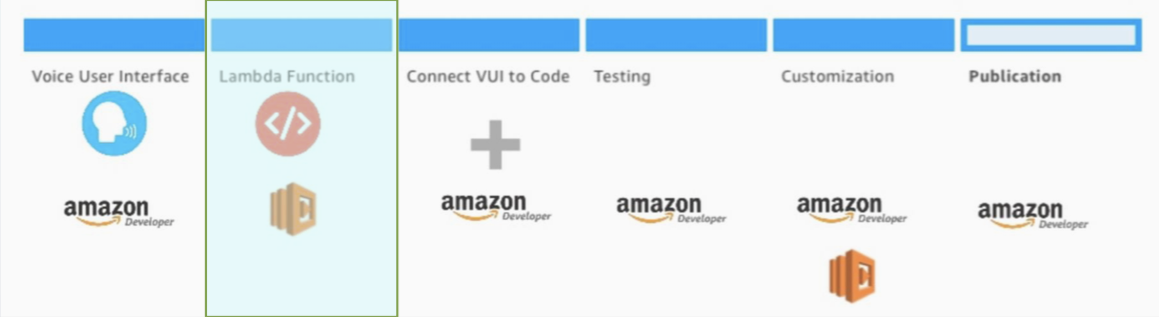 Voice User Interface
Lambda Function
Connect VUI to Code
Testing
Customization
Publication
</>
amazon
Developer
amazon
Developer
amazon
Developer
amazon
Developer
amazon
Developer